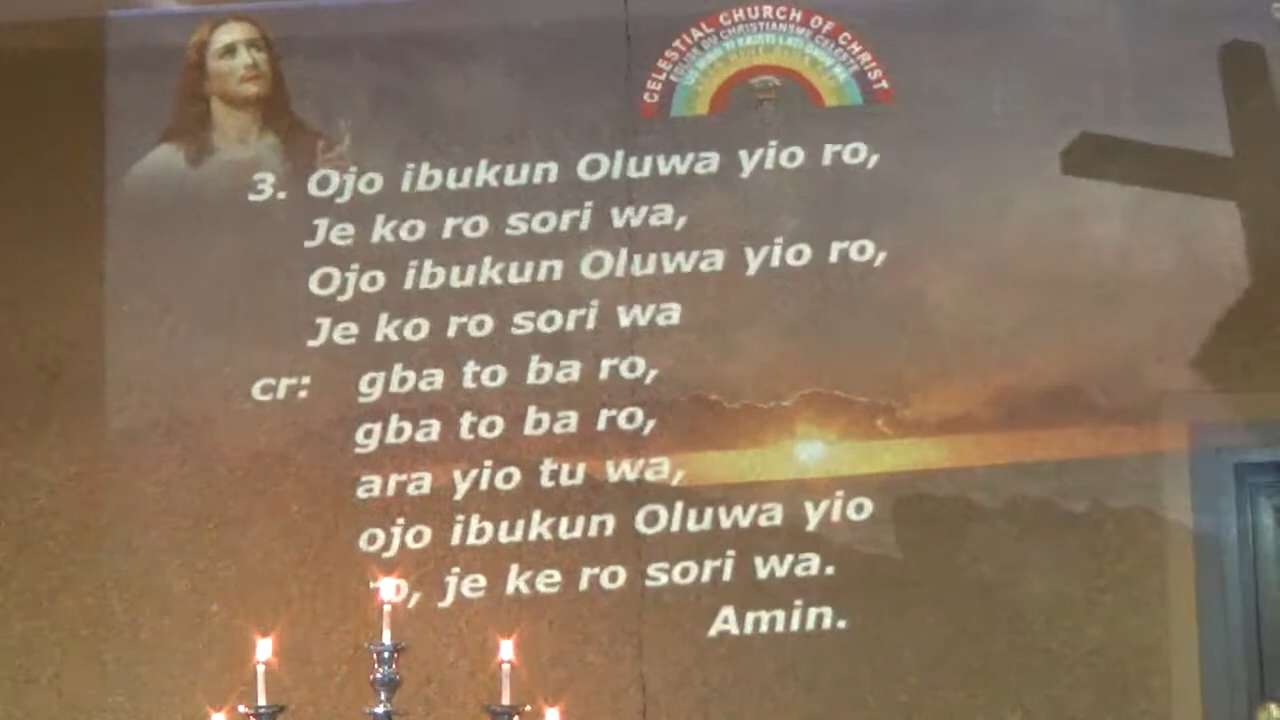 CELESTIAL CHURCH OF CHRIST
3. Ojo ibukun Oluwa yio ro,
Je ko ro sori wa,
Ojo ibukun Oluwa yio ro,
Je ko ro sori wa
cr: gba to ba ro,
gba to ba ro,
ara yio tu wa,
ojo ibukun Oluwa yio
ro, je ke ro sori wa.
Amin.